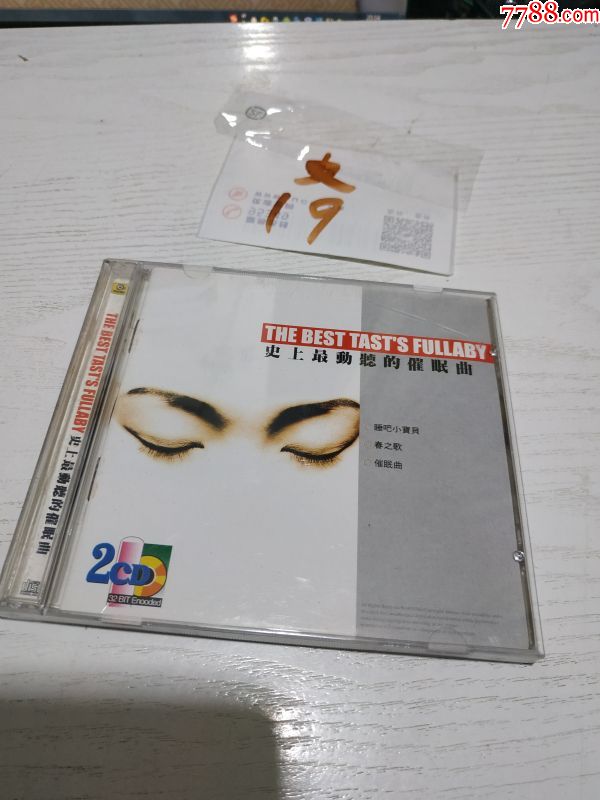 7788.com
文
19
THE BEST TAST'S FULLABY
史上最動聽的催眠曲
睡吧小寶貝
春之歌
催眠曲
2CD
32 BIT Enooded
THE BEST TAST'S FULLABY 史上最動聽的催眠曲